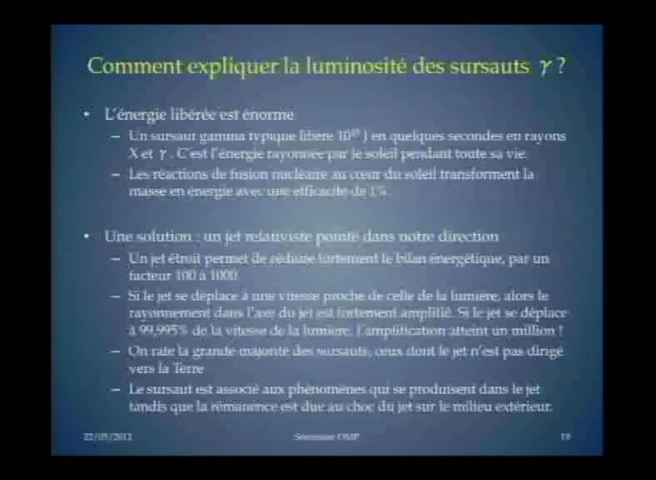 Comment expliquer la luminosité des sursauts γ ?
• L'énergie libérée est énorme
– Un sursaut gamma typique libère J en quelques secondes en rayons
X et γ. C'est l'énergie rayonnée par le soleil pendant toute sa vie.
– Les réactions de fusion nucléaire au cœur du soleil transforment la
masse en énergie avec une efficacité de
• Une solution : un jet relativiste pointé dans notre direction
– Un jet étroit permet de réduire fortement le bilan énergétique, par un
facteur 100 à 1000
– Si le jet se déplace à une vitesse proche de celle de la lumière, alors le
rayonnement dans l'axe du jet est fortement amplifié. Si le jet se déplace
à 99,995% de la vitesse de la lumière, l'amplification atteint un million !
– On rate la grande majorité des sursauts, ceux dont le jet n'est pas dirigé
vers la Terre
– Le sursaut est associé aux phénomènes qui se produisent dans le jet
tandis que la rémanence est due au choc du jet sur le milieu extérieur.
Séminaire OMP